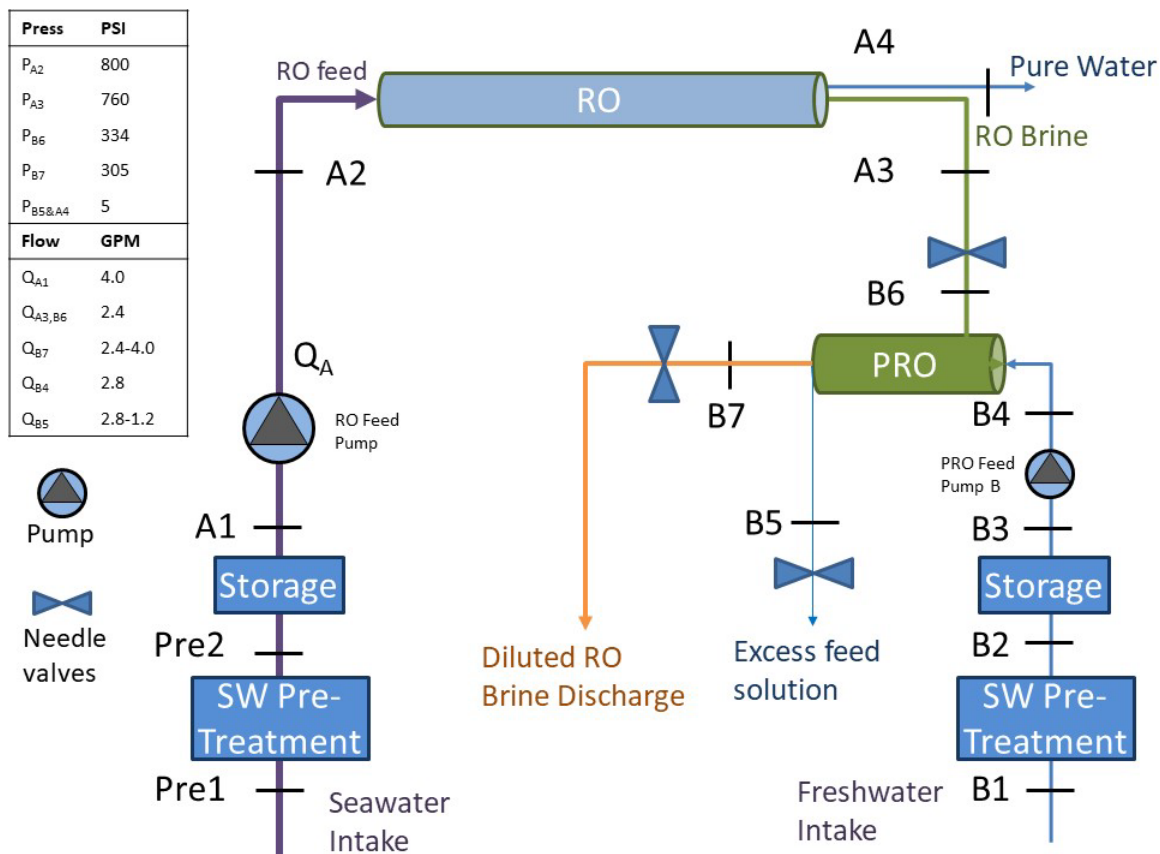 Press PSI
PA2 800
PA3 760
PB6 334
PB7 305
PB5&A4 5
Flow GPM
QA1 4.0
QA3,B6 2.4
QB7 2.4-4.0
QB4 2.8
QB5 2.8-1.2
Pump
Needle
valves
RO feed
RO
A4
Pure Water
RO Brine
A2
A3
B6
QA
RO Feed
Pump
PRO
B7
B4
PRO Feed
Pump B
A1
B5
B3
Storage
Storage
Pre2
B2
Diluted RO
Brine Discharge
Excess feed
solution
SW Pre-
Treatment
SW Pre-
Treatment
Pre1
B1
Seawater
Intake
Freshwater
Intake